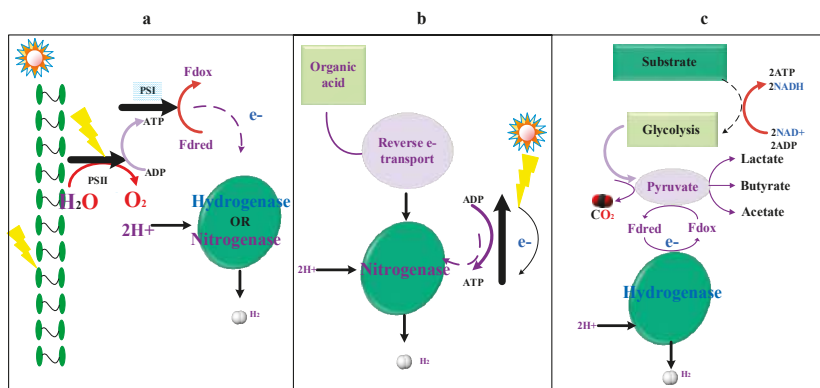 a
b
c
PSI
Fdox
ATP
e-
Fdred
PSII
ADP
H2O
O2
2H+
Hydrogenase
OR
Nitrogenase
H2
Organic
acid
Reverse e-
transport
ADP
e-
Nitrogenase
ATP
2H+
H2
Substrate
2ATP
2NADH
Glycolysis
2NAD+
2ADP
Lactate
Pyruvate
Butyrate
CO2
Acetate
Fdred
Fdox
e-
Hydrogenase
2H+
H2